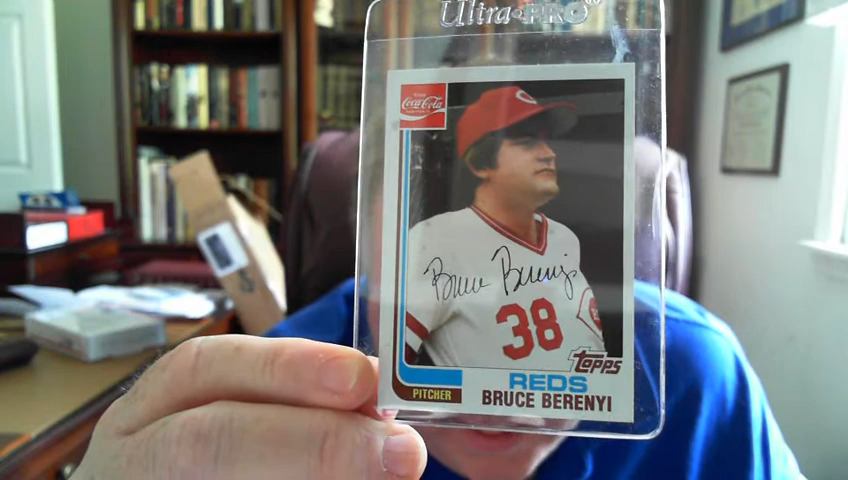 Ultra•PRO®
Coca-Cola
Bruce Berenyi
38
Topps
REDS
PITCHER
BRUCE BERENYI